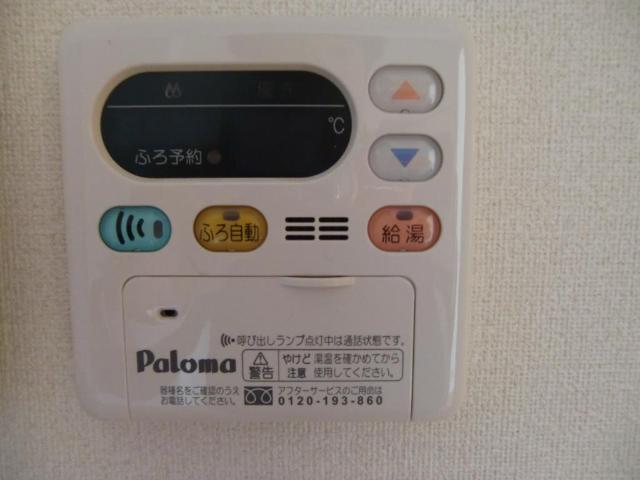 優先
℃
ふろ予約
ふろ自動
給湯
呼び出しランプ点灯中は通話状態です。
Paloma
警告
やけど 湯温を確かめてから
注意 使用してください。
器種名をご確認のうえ
お電話してください。
アフターサービスのご用命は
0120-193-860